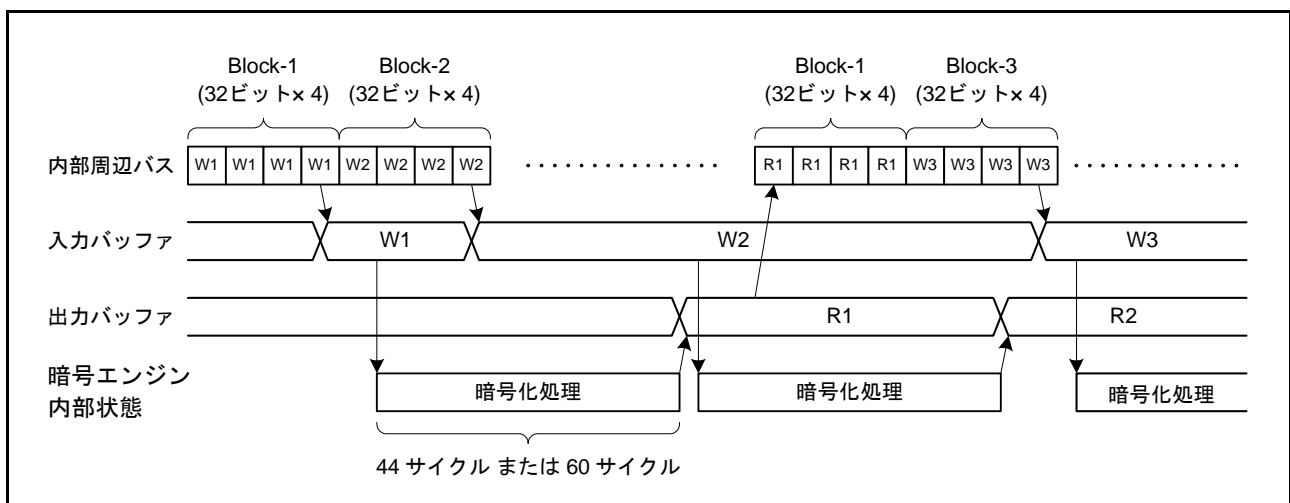 Block-1 Block-2 Block-1 Block-3
(32ビット× 4) (32ビット× 4) (32ビット× 4) (32ビット× 4)
内部周辺バス W1 W1 W1 W1 W2 W2 W2 W2 ················ R1 R1 R1 R1 W3 W3 W3 W3 ············
入力バッファ W1 W2 W3
出力バッファ R1 R2
暗号エンジン
内部状態
暗号化処理 暗号化処理 暗号化処理
44 サイクル または 60 サイクル